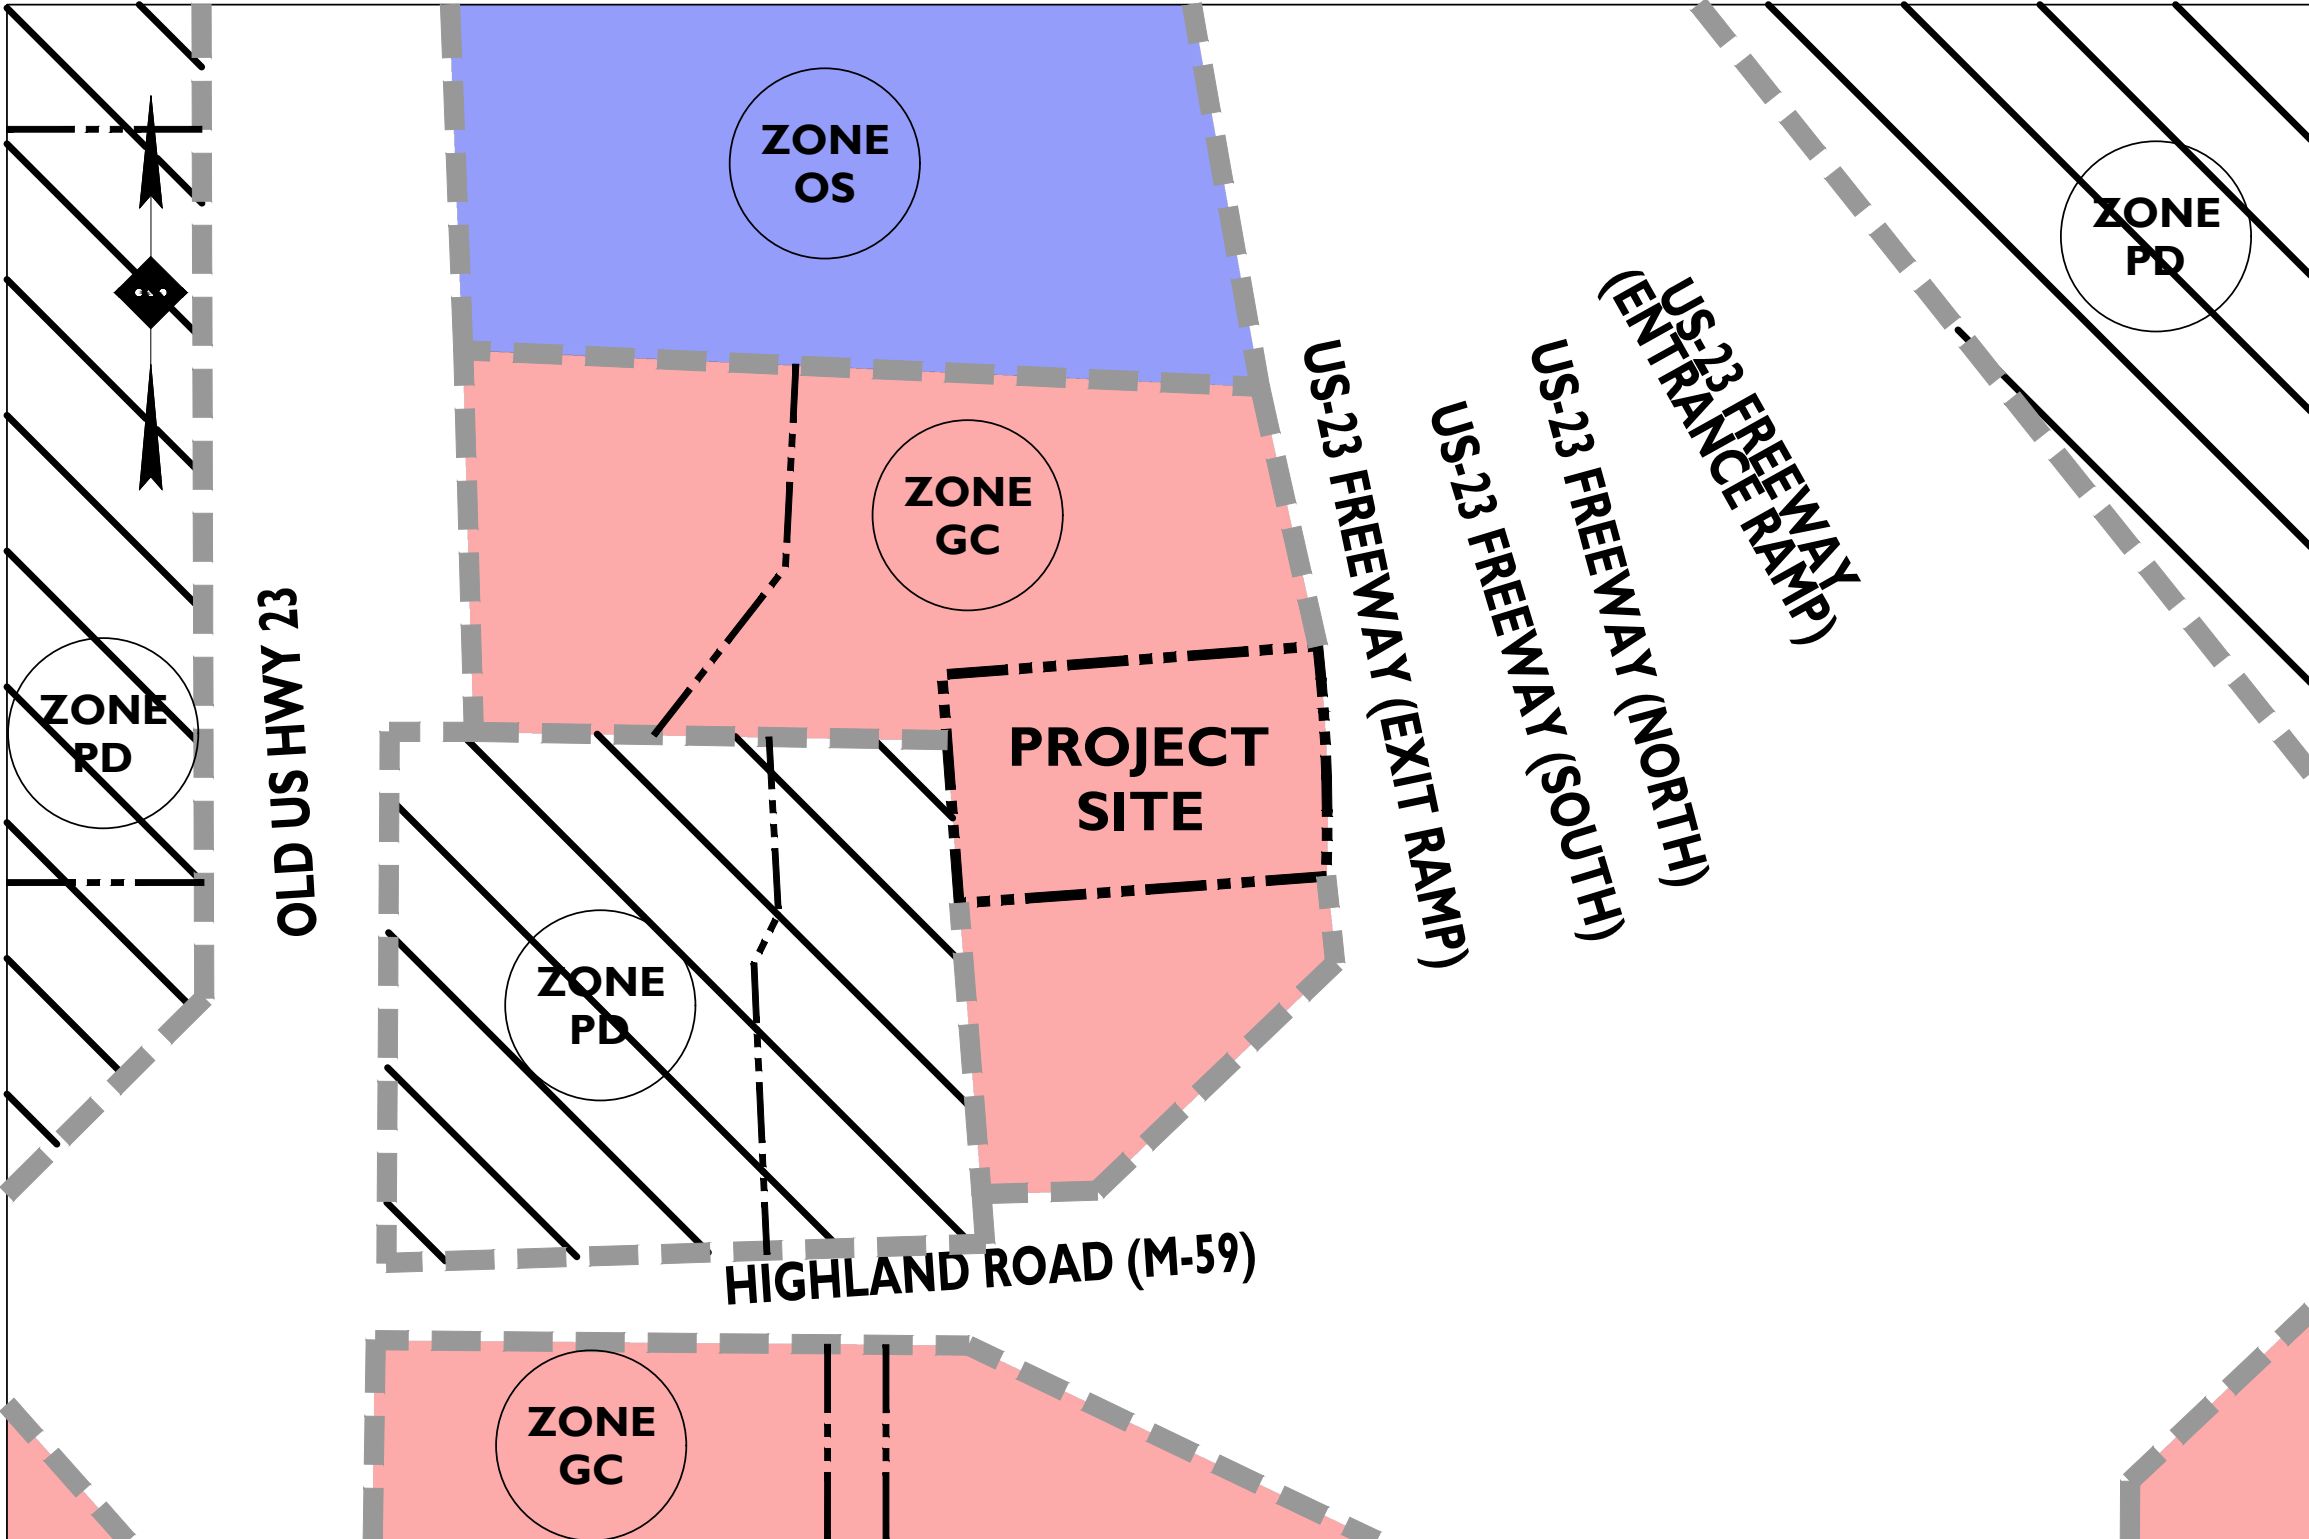 ZONE
OS
ZONE
PD
ZONE
GC
US-23 FREEWAY (EXIT RAMP)
US-23 FREEWAY (SOUTH)
US-23 FREEWAY (NORTH)
US-23 FREEWAY
(ENTRANCE RAMP)
OLD US HWY 23
ZONE
PD
PROJECT
SITE
ZONE
PD
HIGHLAND ROAD (M-59)
ZONE
GC